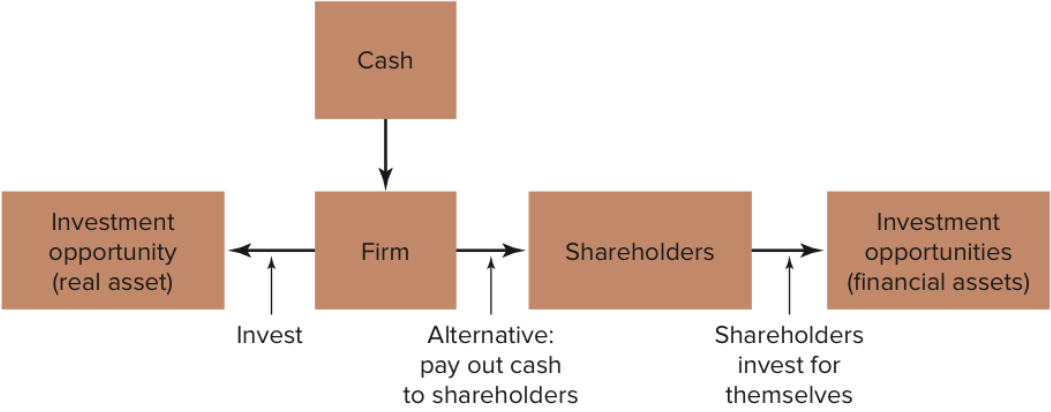 Cash
Investment
opportunity
(real asset)
Firm
Shareholders
Investment
opportunities
(financial assets)
Invest
Alternative:
pay out cash
to shareholders
Shareholders
invest for
themselves